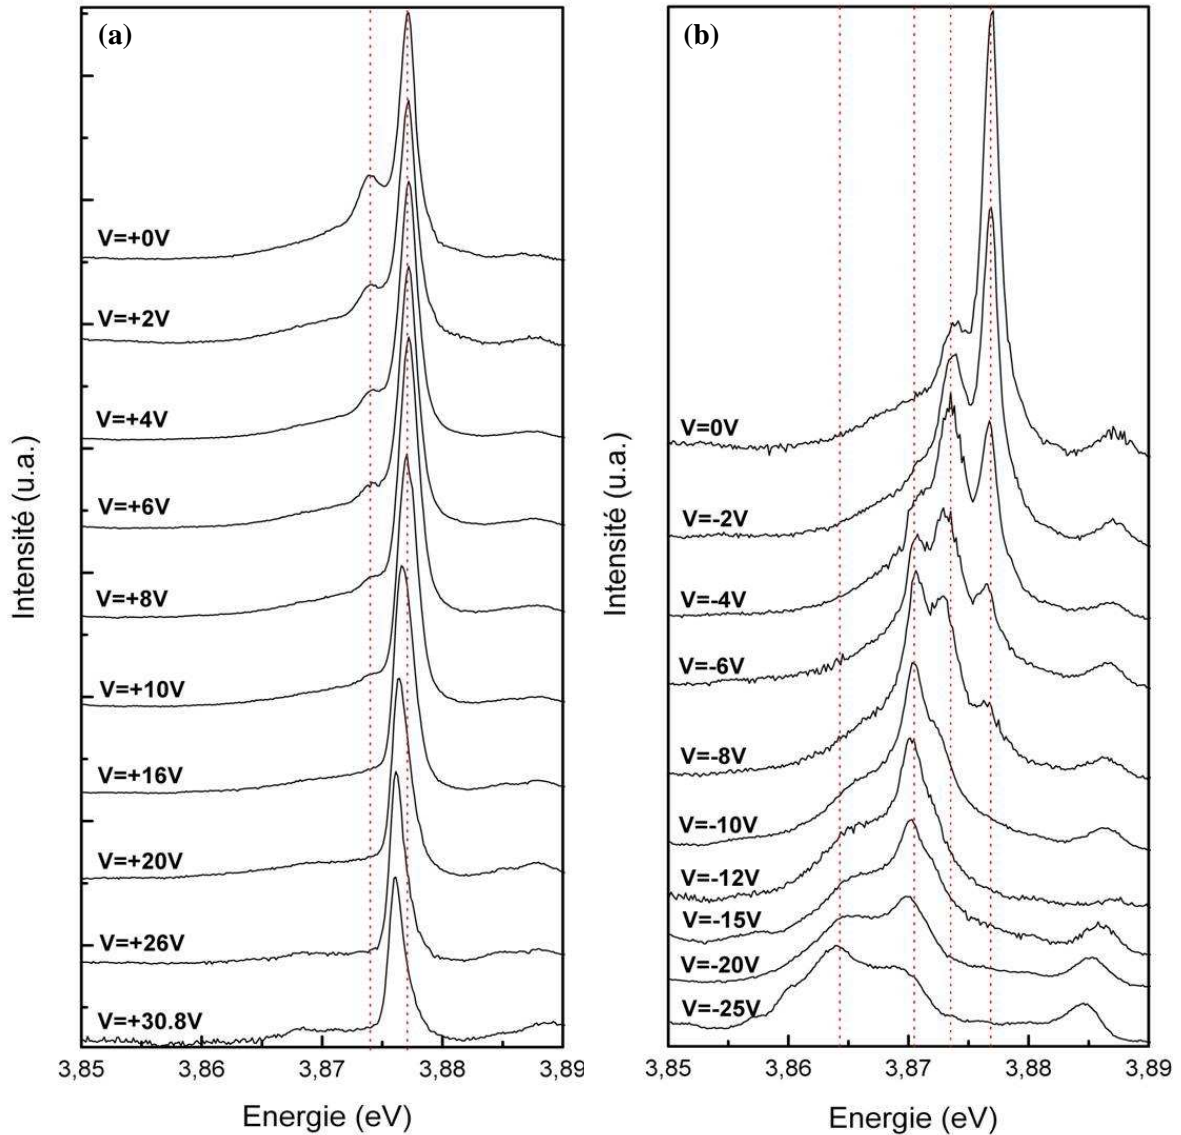 (a)
V=+0V
V=+2V
V=+4V
V=+6V
V=+8V
V=+10V
V=+16V
V=+20V
V=+26V
V=+30.8V
3,85 3,86 3,87 3,88 3,89
Energie (eV)
Intensité (u.a.)
(b)
V=0V
V=-2V
V=-4V
V=-6V
V=-8V
V=-10V
V=-12V
V=-15V
V=-20V
V=-25V
3,85 3,86 3,87 3,88 3,89
Energie (eV)
Intensité (u.a.)